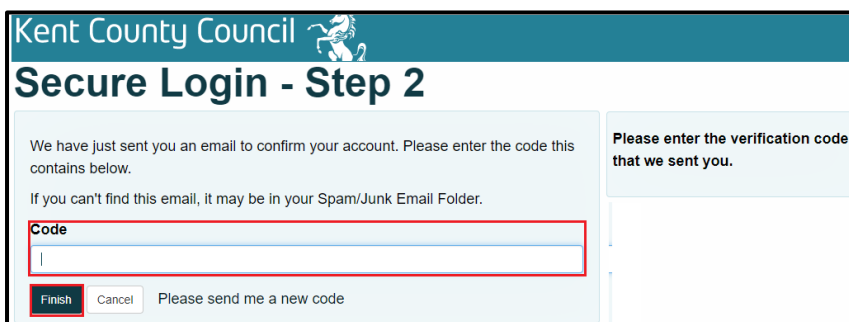 Kent County Council
Secure Login - Step 2
We have just sent you an email to confirm your account. Please enter the code this
contains below.
If you can't find this email, it may be in your Spam/Junk Email Folder.
Code
Finish Cancel Please send me a new code
Please enter the verification code
that we sent you.